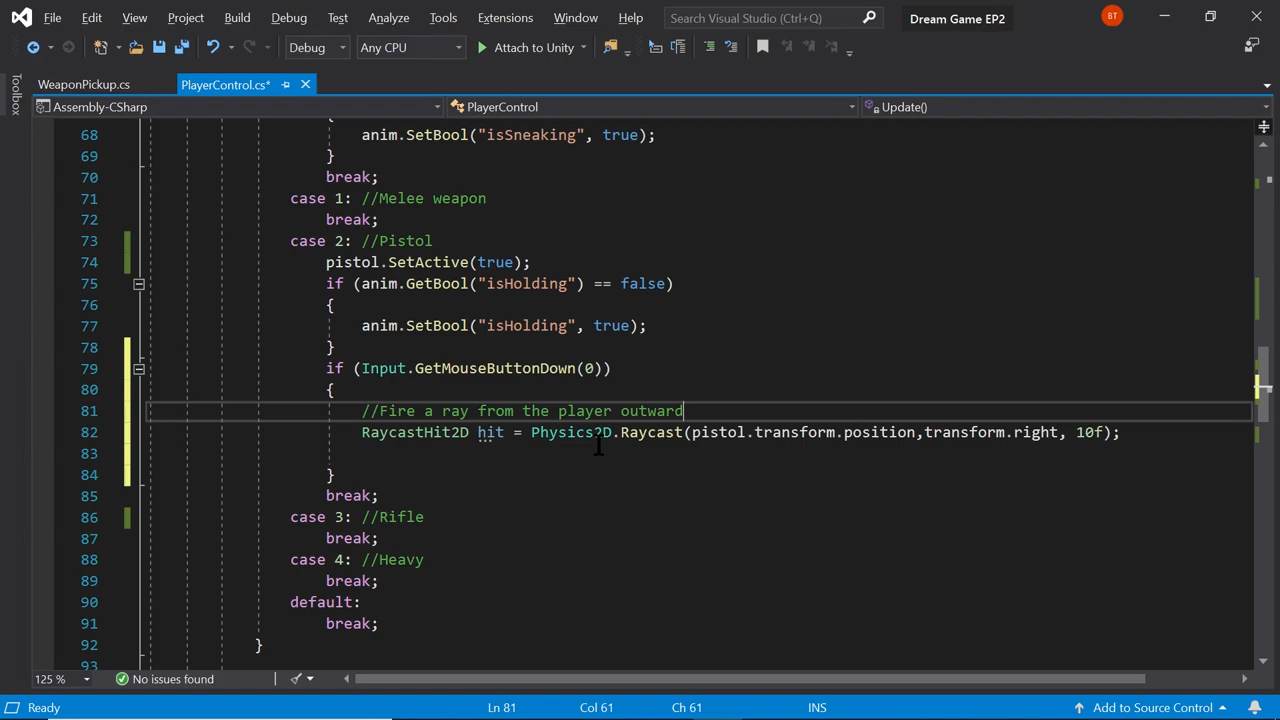 File Edit View Project Build Debug Test Analyze Tools Extensions Window Help Search Visual Studio (Ctrl+Q) Dream Game EP2 BT
Debug Any CPU Attach to Unity
WeaponPickup.cs PlayerControl.cs*
Toolbox
Assembly-CSharp PlayerControl Update()
{
68 anim.SetBool("isSneaking", true);
69 }
70 break;
71 case 1: //Melee weapon
72 break;
73 case 2: //Pistol
74 pistol.SetActive(true);
75 if (anim.GetBool("isHolding") == false)
76 {
77 anim.SetBool("isHolding", true);
78 }
79 if (Input.GetMouseButtonDown(0))
80 {
81 //Fire a ray from the player outward
82 RaycastHit2D hit = Physics2D.Raycast(pistol.transform.position,transform.right, 10f);
83
84 }
85 break;
86 case 3: //Rifle
87 break;
88 case 4: //Heavy
89 break;
90 default:
91 break;
92 }
93
125 % No issues found
Ready Ln 81 Col 61 Ch 61 INS Add to Source Control